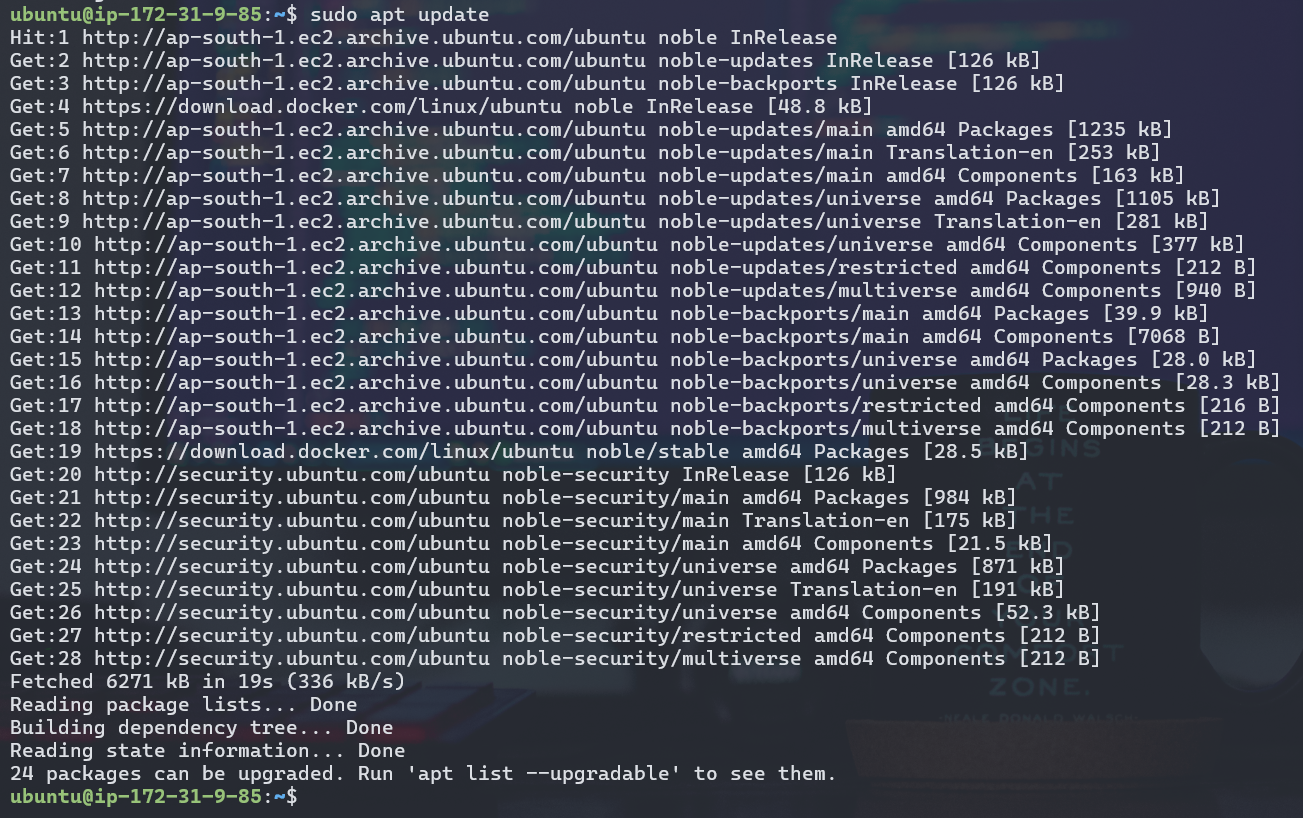 ubuntu@ip-172-31-9-85:~$ sudo apt update
Hit:1 http://ap-south-1.ec2.archive.ubuntu.com/ubuntu noble InRelease
Get:2 http://ap-south-1.ec2.archive.ubuntu.com/ubuntu noble-updates InRelease [126 kB]
Get:3 http://ap-south-1.ec2.archive.ubuntu.com/ubuntu noble-backports InRelease [126 kB]
Get:4 https://download.docker.com/linux/ubuntu noble InRelease [48.8 kB]
Get:5 http://ap-south-1.ec2.archive.ubuntu.com/ubuntu noble-updates/main amd64 Packages [1235 kB]
Get:6 http://ap-south-1.ec2.archive.ubuntu.com/ubuntu noble-updates/main Translation-en [253 kB]
Get:7 http://ap-south-1.ec2.archive.ubuntu.com/ubuntu noble-updates/main amd64 Components [163 kB]
Get:8 http://ap-south-1.ec2.archive.ubuntu.com/ubuntu noble-updates/universe amd64 Packages [1105 kB]
Get:9 http://ap-south-1.ec2.archive.ubuntu.com/ubuntu noble-updates/universe Translation-en [281 kB]
Get:10 http://ap-south-1.ec2.archive.ubuntu.com/ubuntu noble-updates/universe amd64 Components [377 kB]
Get:11 http://ap-south-1.ec2.archive.ubuntu.com/ubuntu noble-updates/restricted amd64 Components [212 B]
Get:12 http://ap-south-1.ec2.archive.ubuntu.com/ubuntu noble-updates/multiverse amd64 Components [940 B]
Get:13 http://ap-south-1.ec2.archive.ubuntu.com/ubuntu noble-backports/main amd64 Packages [39.9 kB]
Get:14 http://ap-south-1.ec2.archive.ubuntu.com/ubuntu noble-backports/main amd64 Components [7068 B]
Get:15 http://ap-south-1.ec2.archive.ubuntu.com/ubuntu noble-backports/universe amd64 Packages [28.0 kB]
Get:16 http://ap-south-1.ec2.archive.ubuntu.com/ubuntu noble-backports/universe amd64 Components [28.3 kB]
Get:17 http://ap-south-1.ec2.archive.ubuntu.com/ubuntu noble-backports/restricted amd64 Components [216 B]
Get:18 http://ap-south-1.ec2.archive.ubuntu.com/ubuntu noble-backports/multiverse amd64 Components [212 B]
Get:19 https://download.docker.com/linux/ubuntu noble/stable amd64 Packages [28.5 kB]
Get:20 http://security.ubuntu.com/ubuntu noble-security InRelease [126 kB]
Get:21 http://security.ubuntu.com/ubuntu noble-security/main amd64 Packages [984 kB]
Get:22 http://security.ubuntu.com/ubuntu noble-security/main Translation-en [175 kB]
Get:23 http://security.ubuntu.com/ubuntu noble-security/main amd64 Components [21.5 kB]
Get:24 http://security.ubuntu.com/ubuntu noble-security/universe amd64 Packages [871 kB]
Get:25 http://security.ubuntu.com/ubuntu noble-security/universe Translation-en [191 kB]
Get:26 http://security.ubuntu.com/ubuntu noble-security/universe amd64 Components [52.3 kB]
Get:27 http://security.ubuntu.com/ubuntu noble-security/restricted amd64 Components [212 B]
Get:28 http://security.ubuntu.com/ubuntu noble-security/multiverse amd64 Components [212 B]
Fetched 6271 kB in 19s (336 kB/s)
Reading package lists... Done
Building dependency tree... Done
Reading state information... Done
24 packages can be upgraded. Run 'apt list --upgradable' to see them.
ubuntu@ip-172-31-9-85:~$
BEGINS
AT
THE
END
YOUR
COMFORT
ZONE.
-NEALE DONALD WALSCH